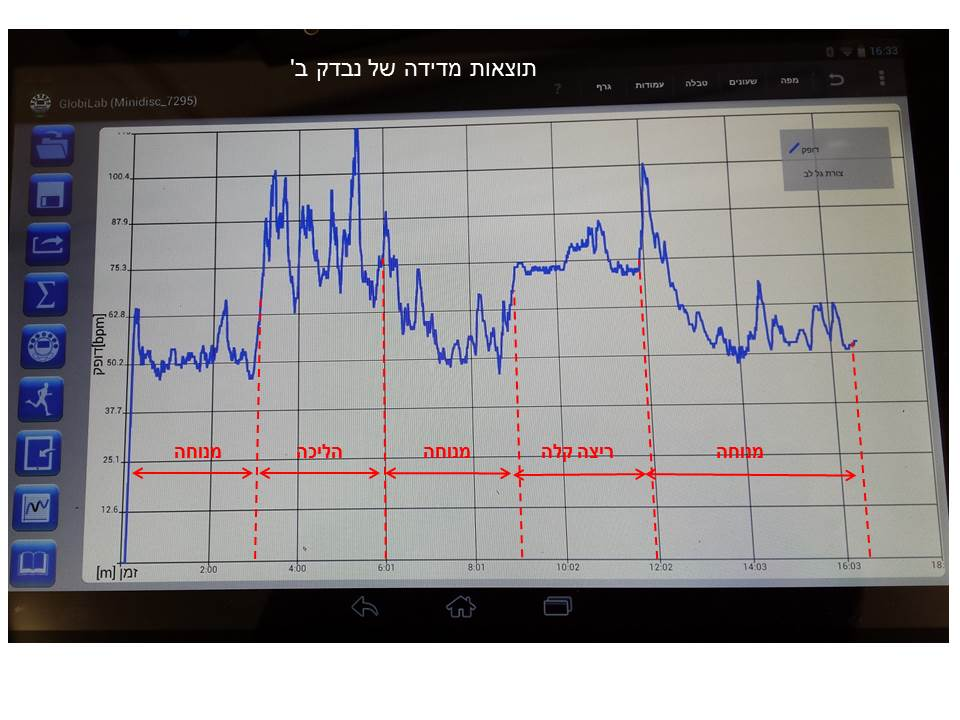 תוצאות מדידה של נבדק ב'
16:33
GlobiLab (Minidisc_7295)
?
גרף
עמודות
טבלה
שעונים
מפה
דופק
צורת גל לב
100.4
87.9
75.3
62.8
50.2
37.7
25.1
12.6
דופק[bpm]
מנוחה
הליכה
מנוחה
ריצה קלה
מנוחה
זמן [m]
2:00
4:00
6:01
8:01
10:02
12:02
14:03
16:03
18: